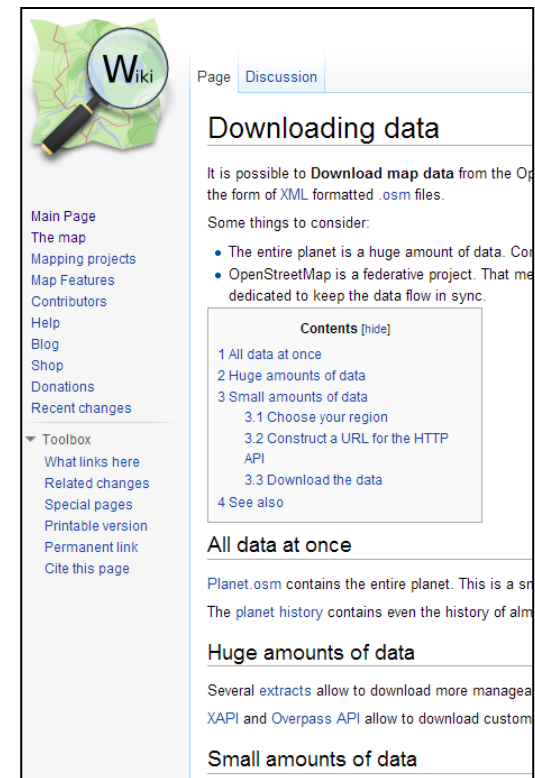 Wiki
Main Page
The map
Mapping projects
Map Features
Contributors
Help
Blog
Shop
Donations
Recent changes
Toolbox
What links here
Related changes
Special pages
Printable version
Permanent link
Cite this page
Page Discussion
Downloading data
It is possible to Download map data from the Op
the form of XML formatted .osm files.
Some things to consider:
The entire planet is a huge amount of data. Con
OpenStreetMap is a federative project. That me
dedicated to keep the data flow in sync.
Contents [hide]
1 All data at once
2 Huge amounts of data
3 Small amounts of data
3.1 Choose your region
3.2 Construct a URL for the HTTP
API
3.3 Download the data
4 See also
All data at once
Planet.osm contains the entire planet. This is a sn
The planet history contains even the history of alm
Huge amounts of data
Several extracts allow to download more managea
XAPI and Overpass API allow to download custom
Small amounts of data